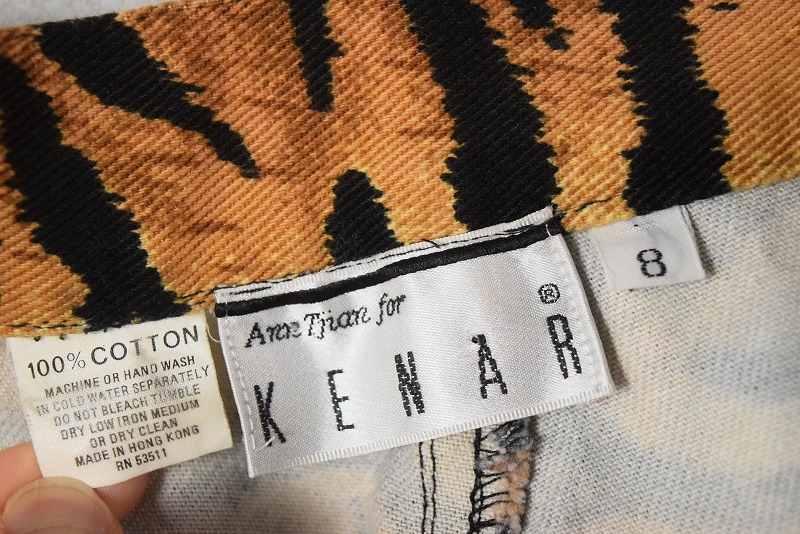 100% COTTON
MACHINE OR HAND WASH
IN COLD WATER SEPARATELY
DO NOT BLEACH TUMBLE
DRY LOW IRON MEDIUM
OR DRY CLEAN
MADE IN HONG KONG
RN 53511
Ann Tjian for
KENAR®
8